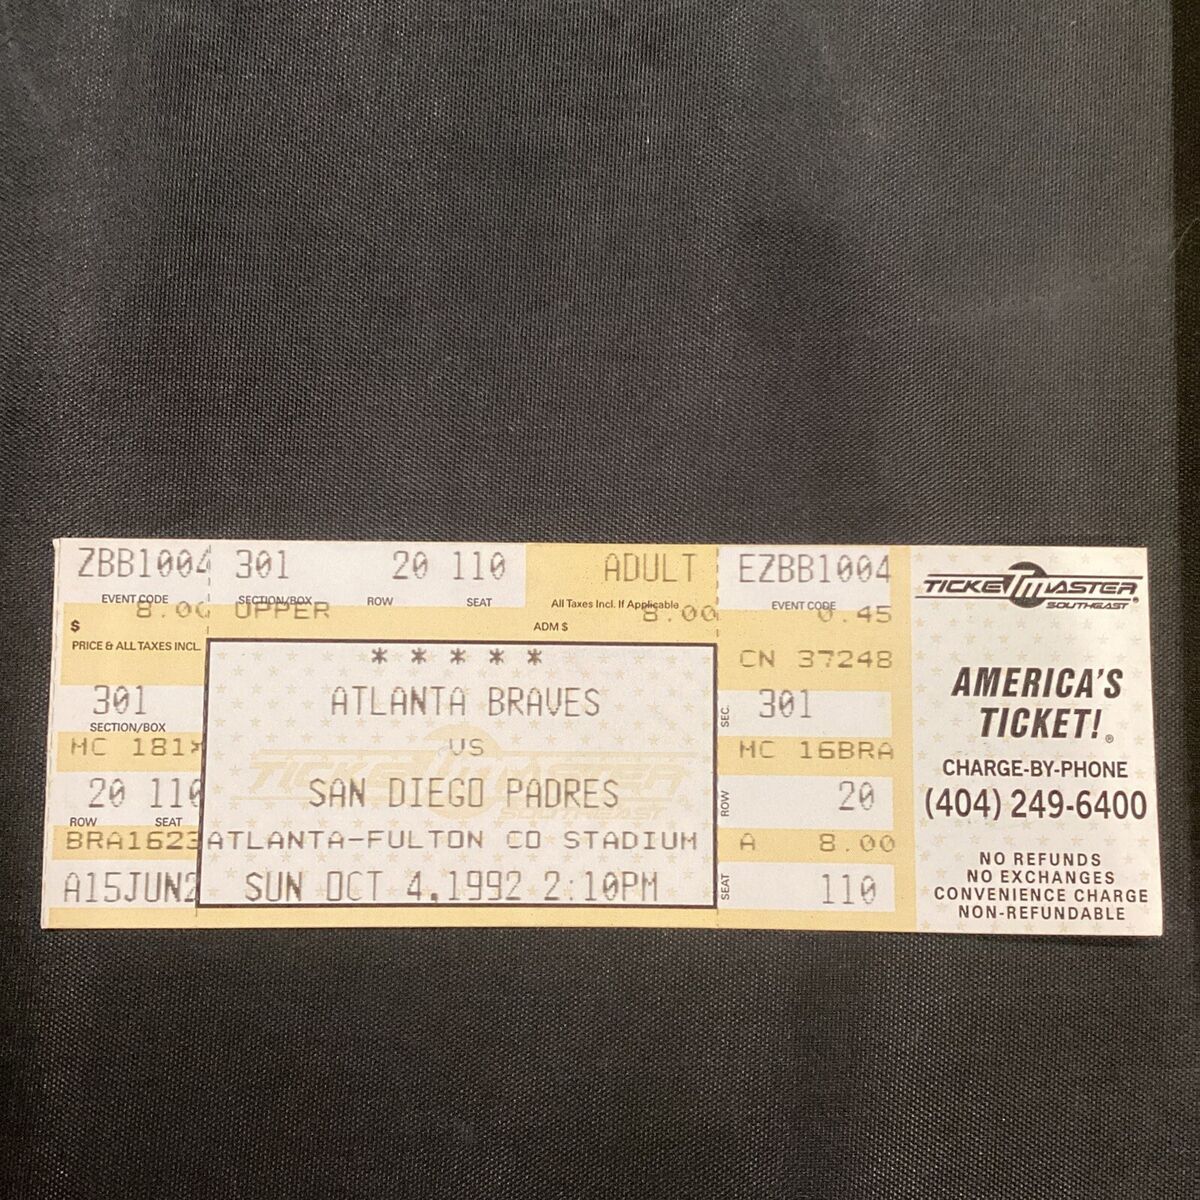 ZBB1004 301 20 110 ADULT EZBB1004
EVENT CODE SECTION/BOX ROW SEAT All Taxes Incl. If Applicable EVENT CODE
8.00 UPPER 8.00 0.45
$ ADM $
PRICE & ALL TAXES INCL.
* * * * *
CN 37248
301 ATLANTA BRAVES SEC. 301
SECTION/BOX
MC 181 VS MC 16BRA
20 110 SAN DIEGO PADRES ROW 20
ROW SEAT
TICKETMASTER
SOUTHEAST
BRA1623 ATLANTA-FULTON CO STADIUM A 8.00
A15JUN2 SUN OCT 4,1992 2:10PM SEAT 110
TICKETMASTER®
SOUTHEAST
AMERICA'S
TICKET!®
CHARGE-BY-PHONE
(404) 249-6400
NO REFUNDS
NO EXCHANGES
CONVENIENCE CHARGE
NON-REFUNDABLE